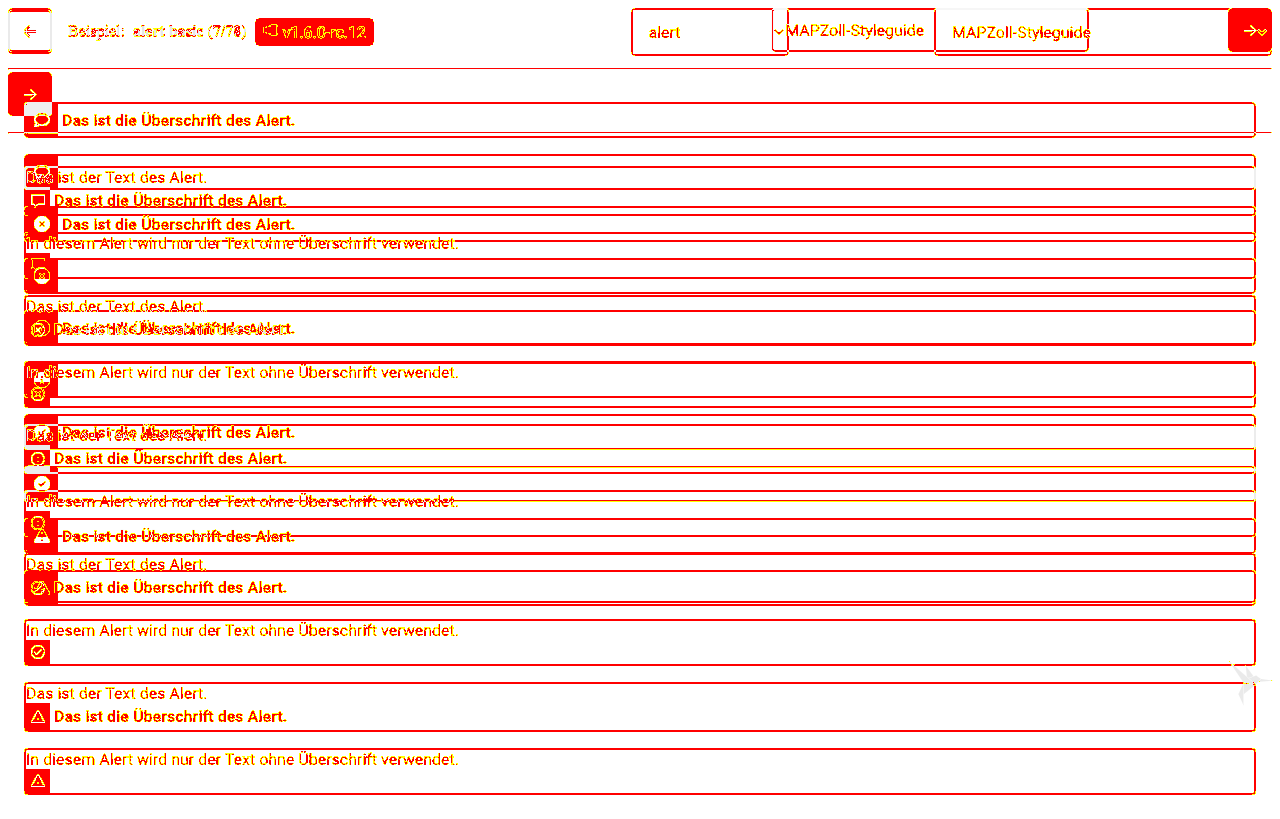 Beispiel: alert basic (7/78) v1.6.0-rc.12
alert MAPZoll-Styleguide MAPZoll-Styleguide
Das ist die Überschrift des Alert.
Das ist der Text des Alert.
Das ist die Überschrift des Alert.
Das ist die Überschrift des Alert.
In diesem Alert wird nur der Text ohne Überschrift verwendet.
Das ist der Text des Alert.
Das ist die Überschrift des Alert.
In diesem Alert wird nur der Text ohne Überschrift verwendet.
Das ist die Überschrift des Alert.
Das ist der Text des Alert.
Das ist die Überschrift des Alert.
In diesem Alert wird nur der Text ohne Überschrift verwendet.
Das ist die Überschrift des Alert.
Das ist der Text des Alert.
Das ist die Überschrift des Alert.
In diesem Alert wird nur der Text ohne Überschrift verwendet.
Das ist der Text des Alert.
Das ist die Überschrift des Alert.
In diesem Alert wird nur der Text ohne Überschrift verwendet.